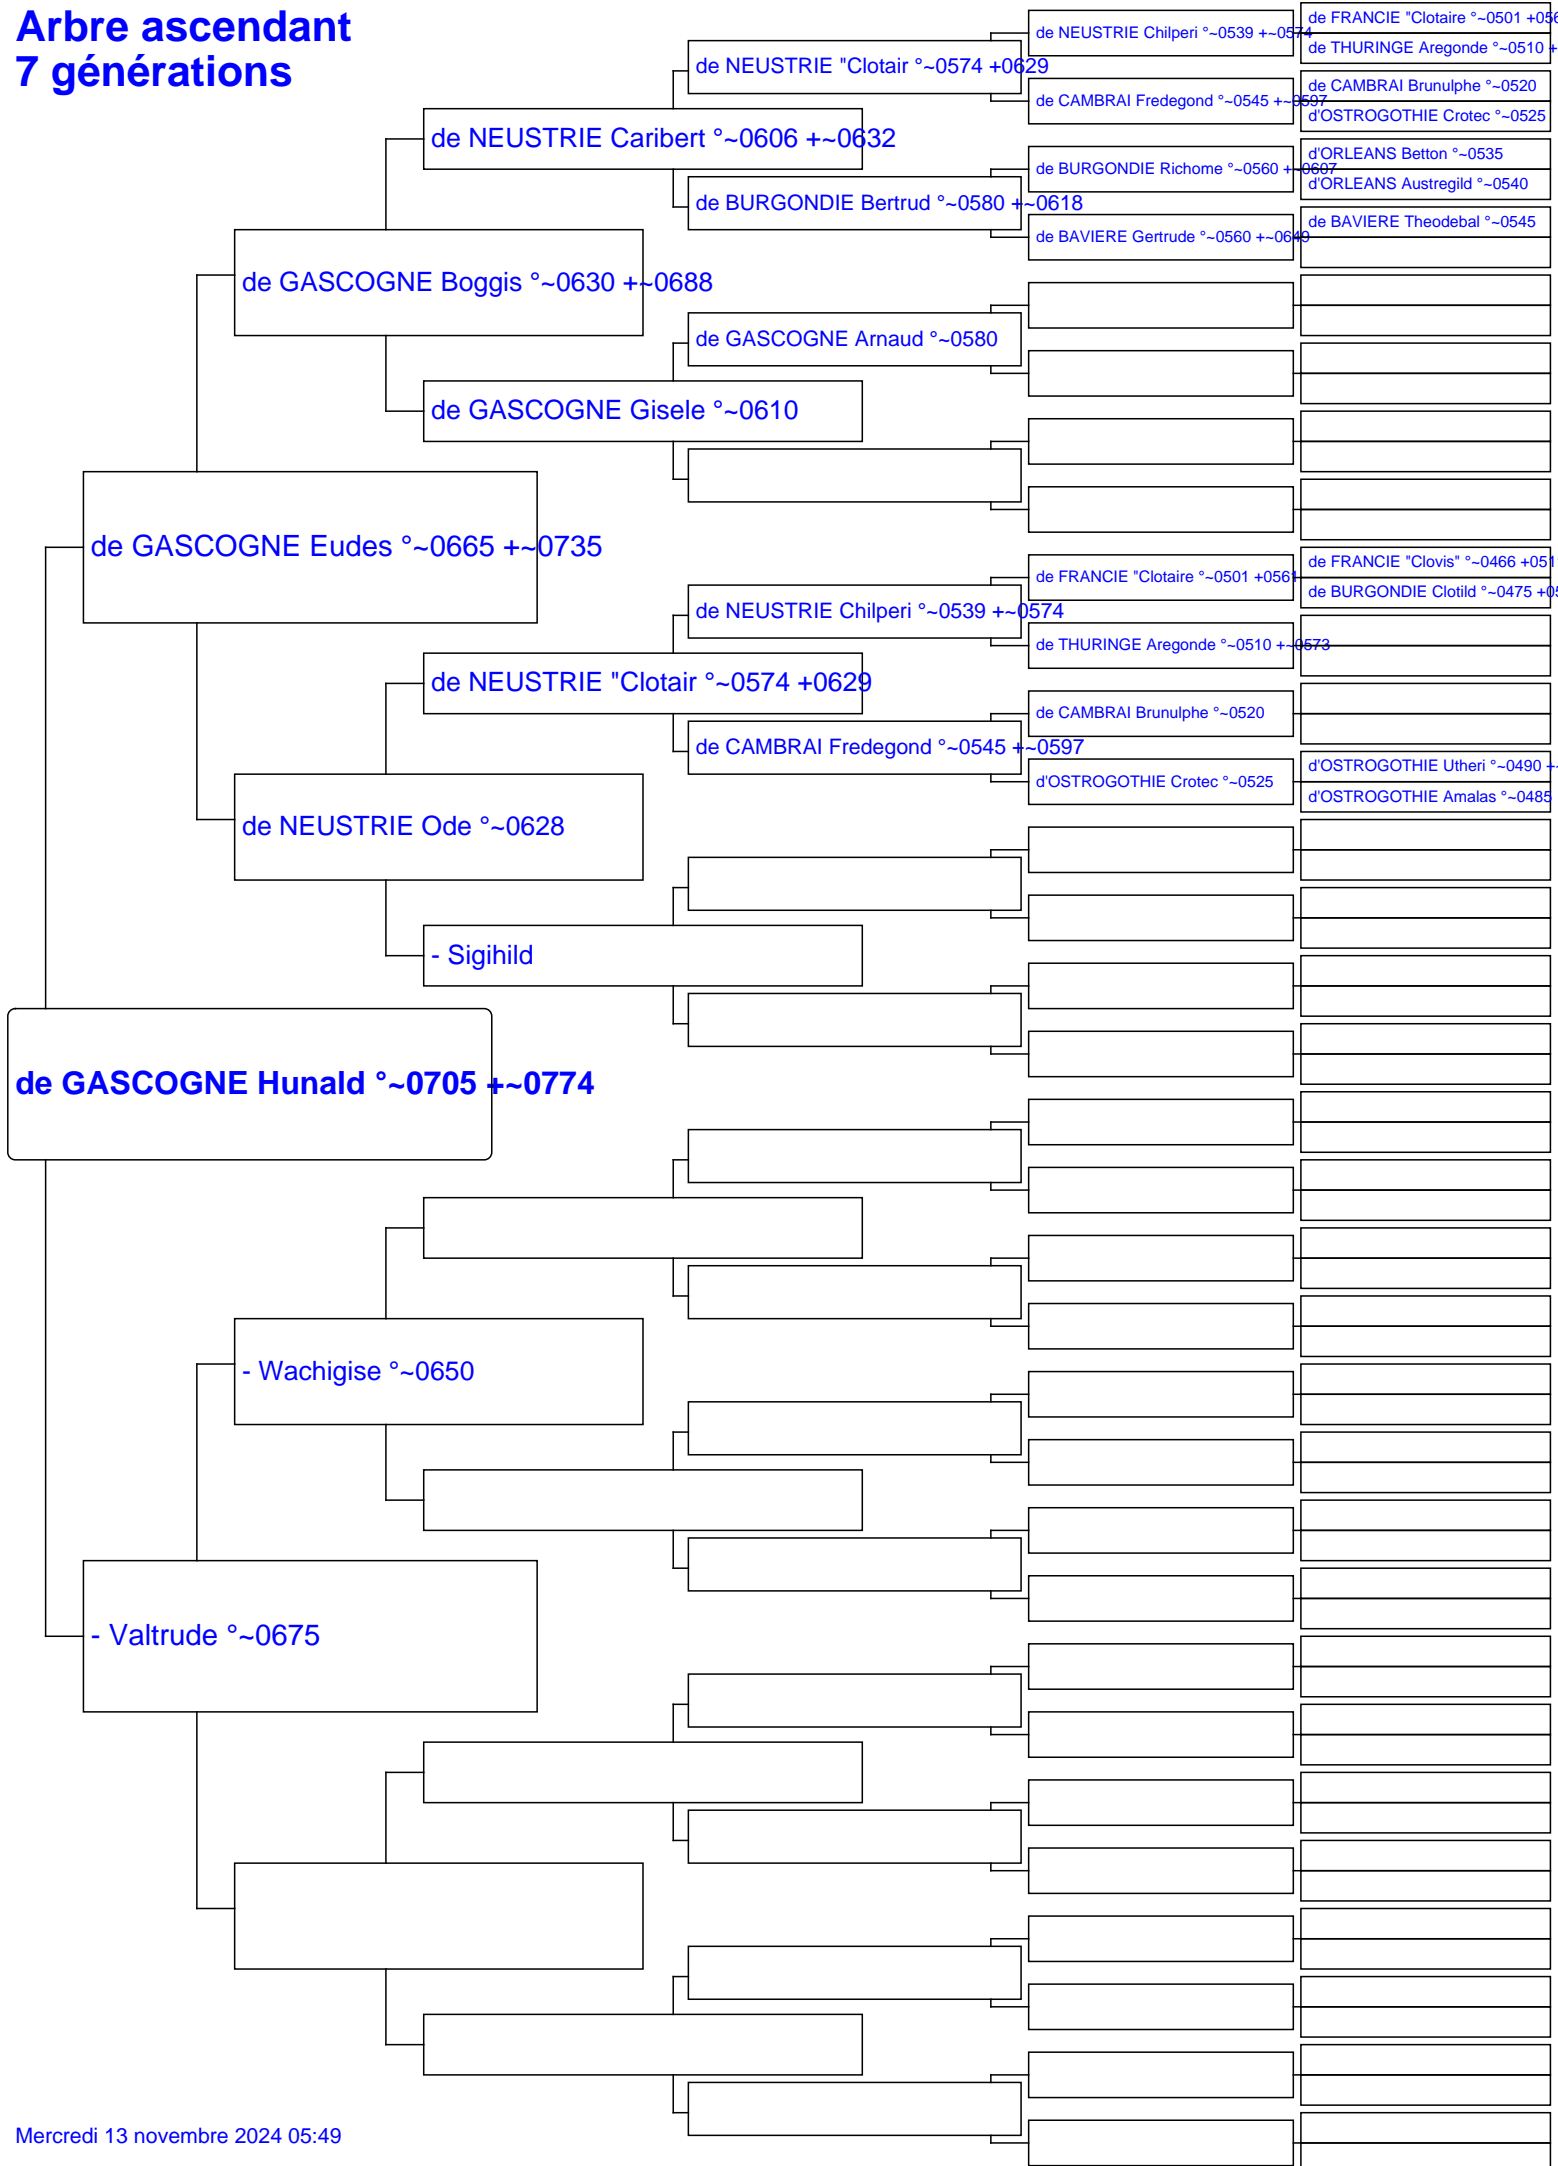 Arbre ascendant
7 générations
de GASCOGNE Hunald °~0705 +~0774
de GASCOGNE Eudes °~0665 +~0735
- Valtrude °~0675
de GASCOGNE Boggis °~0630 +~0688
de NEUSTRIE Ode °~0628
- Wachigise °~0650
de NEUSTRIE Caribert °~0606 +~0632
de GASCOGNE Gisele °~0610
de NEUSTRIE "Clotair °~0574 +0629
- Sigihild
de NEUSTRIE "Clotair °~0574 +0629
de BURGONDIE Bertrud °~0580 +~0618
de GASCOGNE Arnaud °~0580
de NEUSTRIE Chilperi °~0539 +~0574
de CAMBRAI Fredegond °~0545 +~0597
de NEUSTRIE Chilperi °~0539 +~0574
de CAMBRAI Fredegond °~0545 +~0597
de BURGONDIE Richome °~0560 +~0607
de BAVIERE Gertrude °~0560 +~0649
de FRANCIE "Clotaire °~0501 +0561
de THURINGE Aregonde °~0510 +~0573
de CAMBRAI Brunulphe °~0520
d'OSTROGOTHIE Crotec °~0525
de FRANCIE "Clotaire °~0501 +056
de THURINGE Aregonde °~0510 +
de CAMBRAI Brunulphe °~0520
d'OSTROGOTHIE Crotec °~0525
d'ORLEANS Betton °~0535
d'ORLEANS Austregild °~0540
de BAVIERE Theodebal °~0545
de FRANCIE "Clovis" °~0466 +051
de BURGONDIE Clotild °~0475 +05
d'OSTROGOTHIE Utheri °~0490 +~
d'OSTROGOTHIE Amalas °~0485
Mercredi 13 novembre 2024 05:49